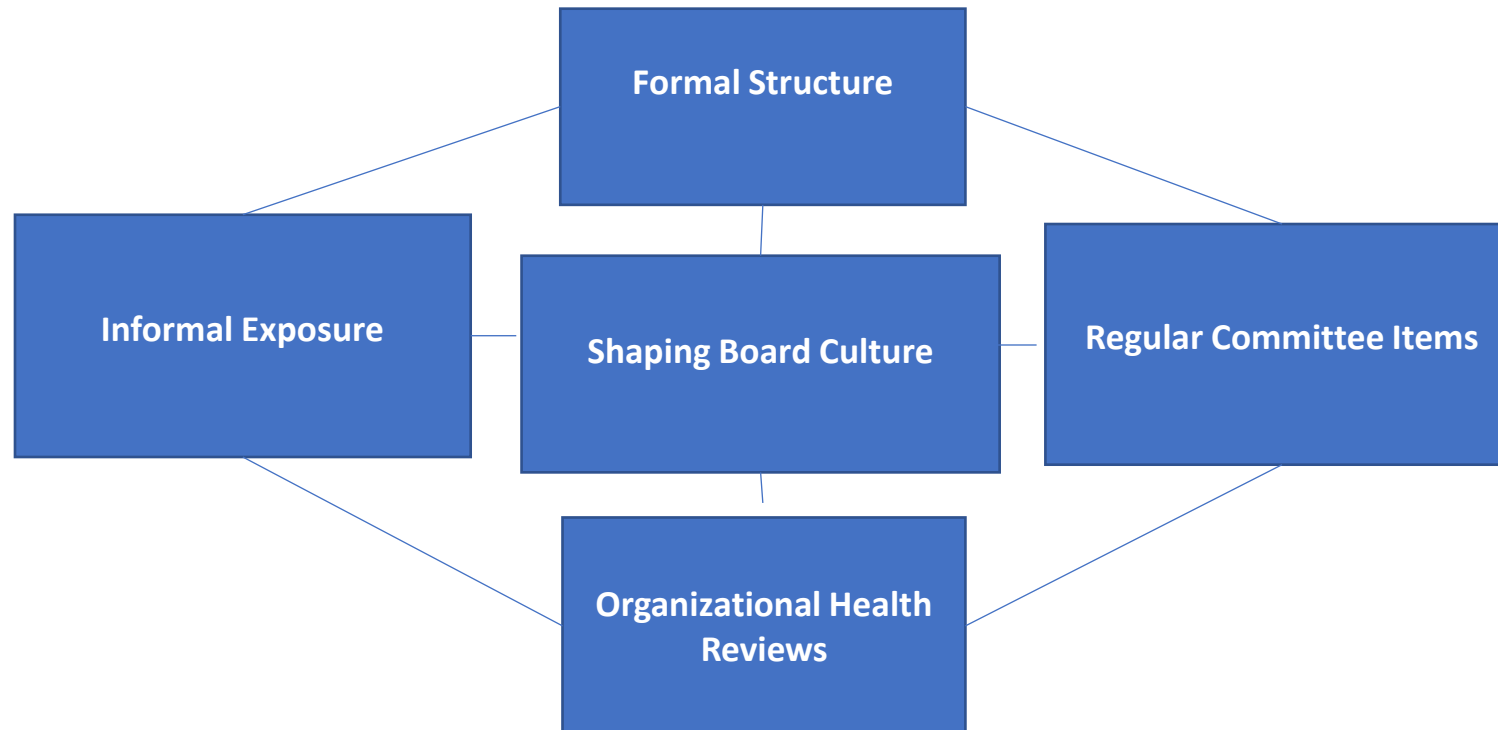 Formal Structure
Informal Exposure
Shaping Board Culture
Regular Committee Items
Organizational Health
Reviews